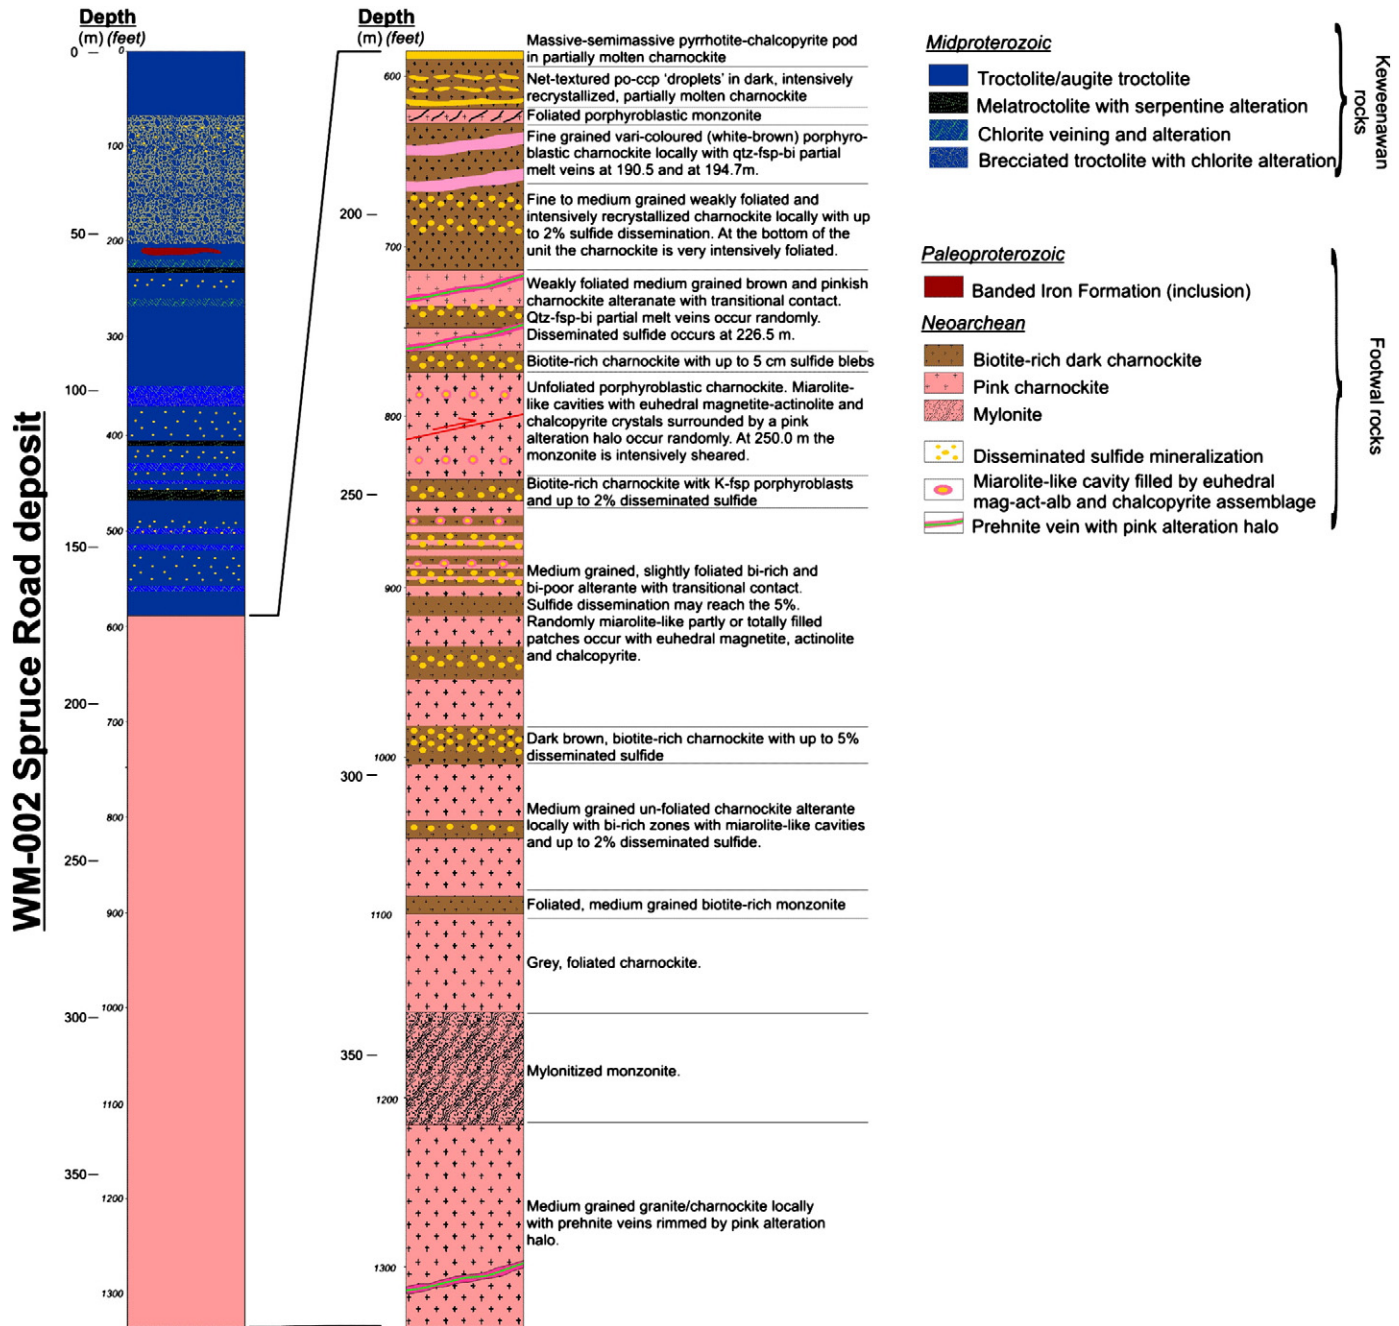 WM-002 Spruce Road deposit
Depth
(m) (feet)
0
50
100
150
200
250
300
350
0
100
200
300
400
500
600
700
800
900
1000
1100
1200
1300
Depth
(m) (feet)
200
250
300
350
600
700
800
900
1000
1100
1200
1300
Massive-semimassive pyrrhotite-chalcopyrite pod
in partially molten charnockite
Net-textured po-ccp 'droplets' in dark, intensively
recrystallized, partially molten charnockite
Foliated porphyroblastic monzonite
Fine grained vari-coloured (white-brown) porphyro-
blastic charnockite locally with qtz-fsp-bi partial
melt veins at 190.5 and at 194.7m.
Fine to medium grained weakly foliated and
intensively recrystallized charnockite locally with up
to 2% sulfide dissemination. At the bottom of the
unit the charnockite is very intensively foliated.
Weakly foliated medium grained brown and pinkish
charnockite alteranate with transitional contact.
Qtz-fsp-bi partial melt veins occur randomly.
Disseminated sulfide occurs at 226.5 m.
Biotite-rich charnockite with up to 5 cm sulfide blebs
Unfoliated porphyroblastic charnockite. Miarolite-
like cavities with euhedral magnetite-actinolite and
chalcopyrite crystals surrounded by a pink
alteration halo occur randomly. At 250.0 m the
monzonite is intensively sheared.
Biotite-rich charnockite witk K-fsp porphyroblasts
and up to 2% disseminated sulfide
Medium grained, slightly foliated bi-rich and
bi-poor alterante with transitional contact.
Sulfide dissemination may reach the 5%.
Randomly miarolite-like partly or totally filled
patches occur with euhedral magnetite, actinolite
and chalcopyrite.
Dark brown, biotite-rich charnockite with up to 5%
disseminated sulfide
Medium grained un-foliated charnockite alterante
locally with bi-rich zones with miarolite-like cavities
and up to 2% disseminated sulfide.
Foliated, medium grained biotite-rich monzonite
Grey, foliated charnockite.
Mylonitized monzonite.
Medium grained granite/charnockite locally
with prehnite veins rimmed by pink alteration
halo.
Midproterozoic
Troctolite/augite troctolite
Melatroctolite with serpentine alteration
Chlorite veining and alteration
Brecciated troctolite with chlorite alteration
Keweenawan
rocks
Paleoproterozoic
Banded Iron Formation (inclusion)
Neoarchean
Biotite-rich dark charnockite
Pink charnockite
Mylonite
Disseminated sulfide mineralization
Miarolite-like cavity filled by euhedral
mag-act-alb and chalcopyrite assemblage
Prehnite vein with pink alteration halo
Footwal rocks